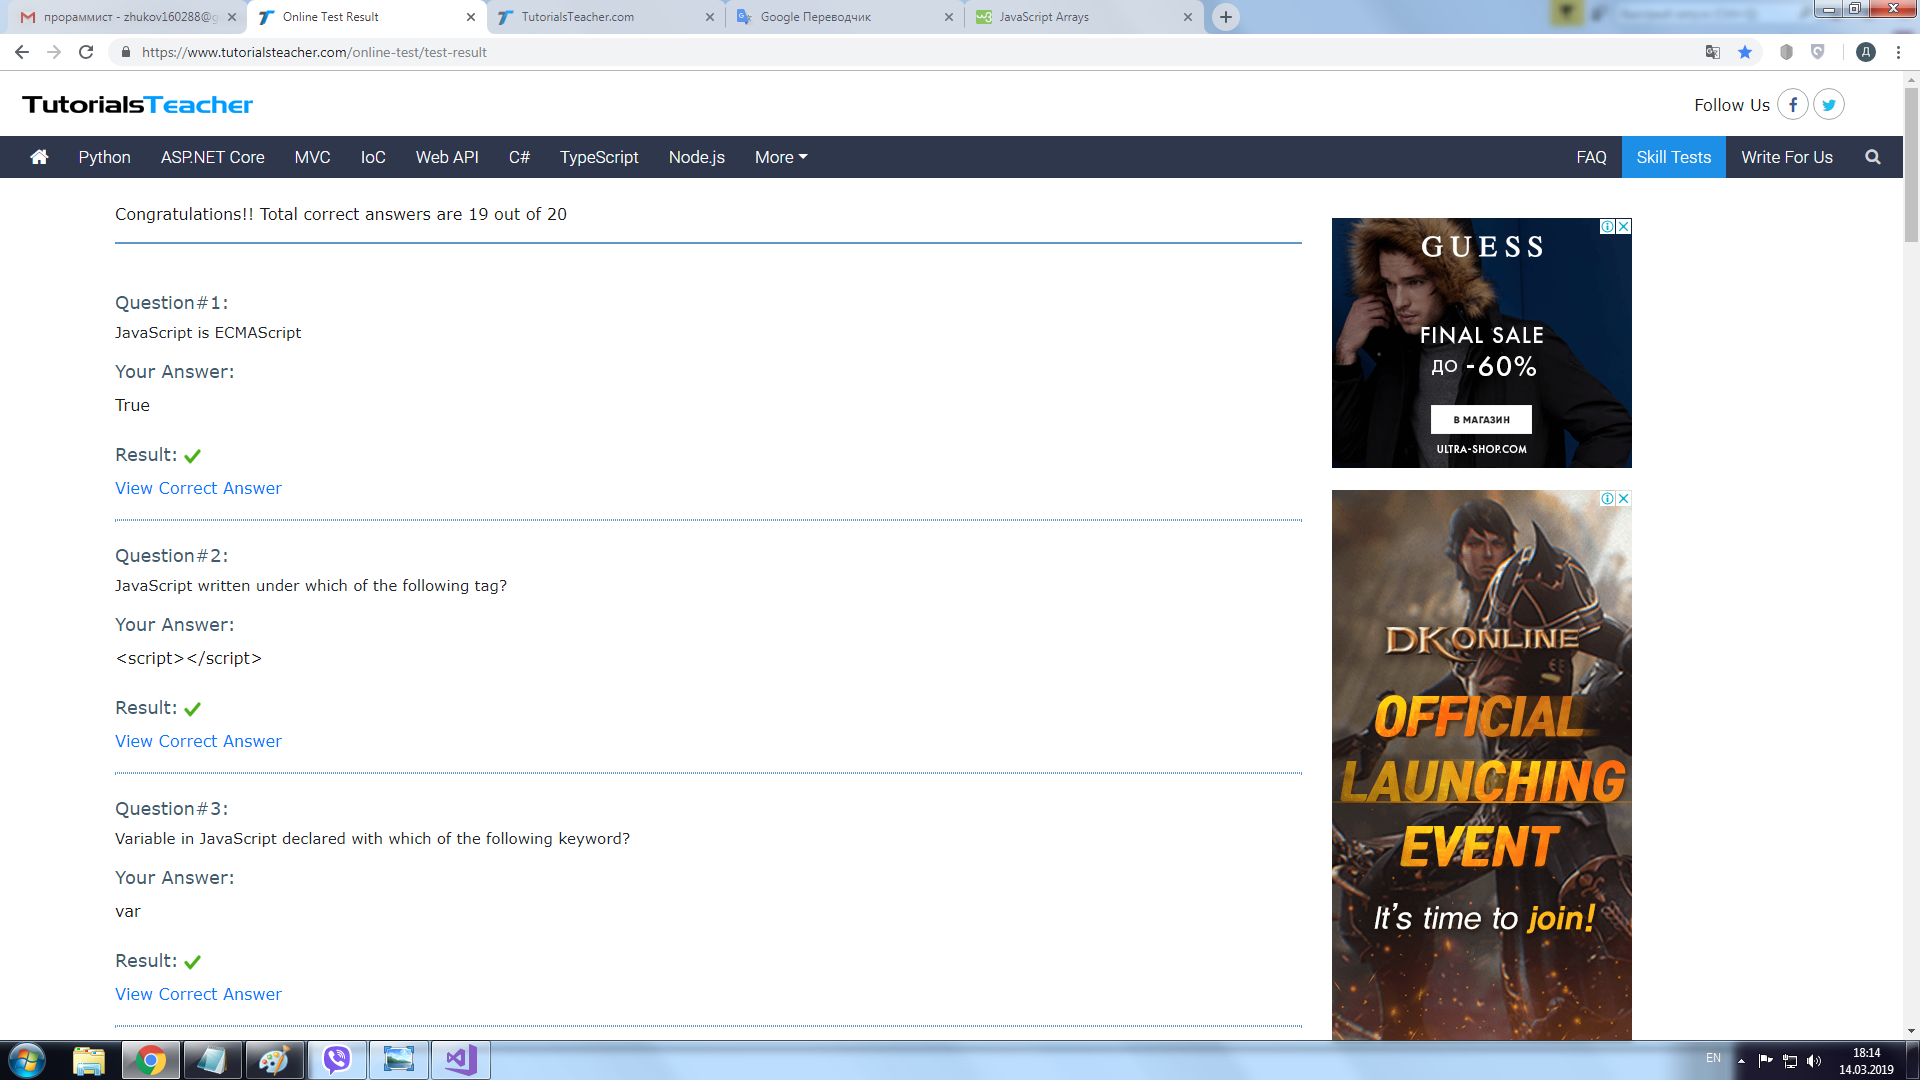 прораммист - zhukov160288@g
Online Test Result
TutorialsTeacher.com
Google Переводчик
JavaScript Arrays
https://www.tutorialsteacher.com/online-test/test-result
Д
TutorialsTeacher
Follow Us
Python
ASP.NET Core
MVC
IoC
Web API
C#
TypeScript
Node.js
More
FAQ
Skill Tests
Write For Us
Congratulations!! Total correct answers are 19 out of 20
Question#1:
JavaScript is ECMAScript
Your Answer:
True
Result:
View Correct Answer
Question#2:
JavaScript written under which of the following tag?
Your Answer:
<script></script>
Result:
View Correct Answer
Question#3:
Variable in JavaScript declared with which of the following keyword?
Your Answer:
var
Result:
View Correct Answer
GUESS
FINAL SALE
ДО -60%
В МАГАЗИН
ULTRA-SHOP.COM
DK ONLINE
OFFICIAL
LAUNCHING
EVENT
It's time to join!
EN
18:14
14.03.2019